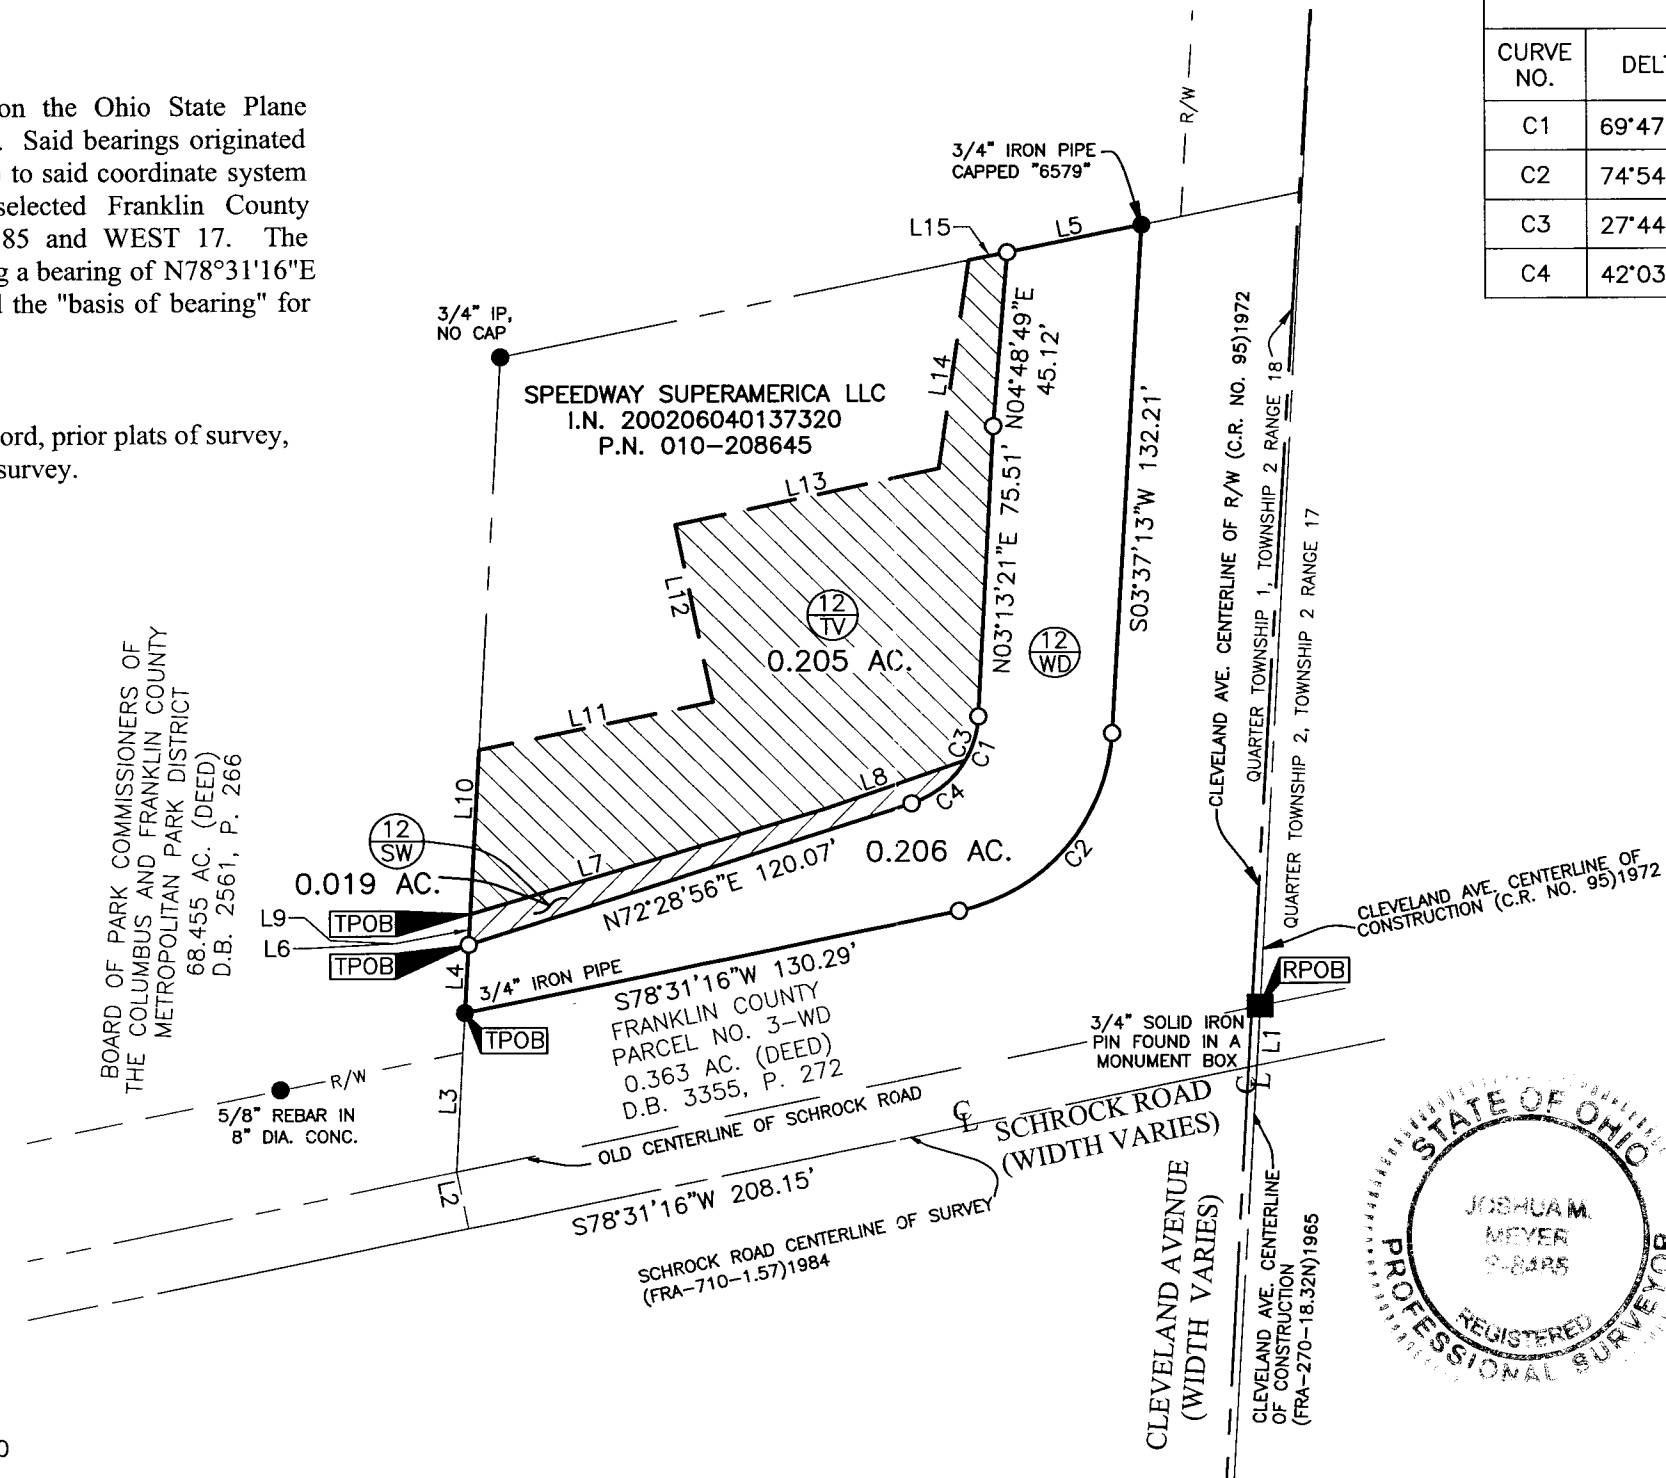 on the Ohio State Plane
. Said bearings originated
to said coordinate system
selected Franklin County
85 and WEST 17. The
g a bearing of N78°31'16"E
the "basis of bearing" for
ord, prior plats of survey,
survey.
CURVE NO.
C1 69°47
C2 74°54
C3 27°44
C4 42°03
R/W
3/4" IRON PIPE
CAPPED "6579"
L15
L5
3/4" IP,
NO CAP
SPEEDWAY SUPERAMERICA LLC
I.N. 200206040137320
P.N. 010-208645
L14
N04°48'49"E
45.12'
L13
L12
N03°13'21"E 75.51'
S03°37'13"W 132.21'
12
TV
0.205 AC.
12
WD
CLEVELAND AVE. CENTERLINE OF R/W (C.R. NO. 95)1972
QUARTER TOWNSHIP 1, TOWNSHIP 2 RANGE 18
QUARTER TOWNSHIP 2, TOWNSHIP 2 RANGE 17
BOARD OF PARK COMMISSIONERS OF
THE COLUMBUS AND FRANKLIN COUNTY
METROPOLITAN PARK DISTRICT
68.455 AC. (DEED)
D.B. 2561, P. 266
L11
L10
C3
C1
L8
C4
12
SW
0.019 AC.
L7
N72°28'56"E 120.07'
0.206 AC.
C2
L9
TPOB
L6
TPOB
L4
3/4" IRON PIPE
TPOB
S78°31'16"W 130.29'
FRANKLIN COUNTY
PARCEL NO. 3-WD
0.363 AC. (DEED)
D.B. 3355, P. 272
CLEVELAND AVE. CENTERLINE OF
CONSTRUCTION (C.R. NO. 95)1972
RPOB
3/4" SOLID IRON
PIN FOUND IN A
MONUMENT BOX
L1
R/W
5/8" REBAR IN
8" DIA. CONC.
L3
OLD CENTERLINE OF SCHROCK ROAD
SCHROCK ROAD
(WIDTH VARIES)
L2
S78°31'16"W 208.15'
SCHROCK ROAD CENTERLINE OF SURVEY
(FRA-710-1.57)1984
CLEVELAND AVENUE
(WIDTH VARIES)
CLEVELAND AVE. CENTERLINE
OF CONSTRUCTION
(FRA-270-18.32N)1965
STATE OF OHIO
JOSHUA M.
MEYER
S-8485
REGISTERED
PROFESSIONAL SURVEYOR